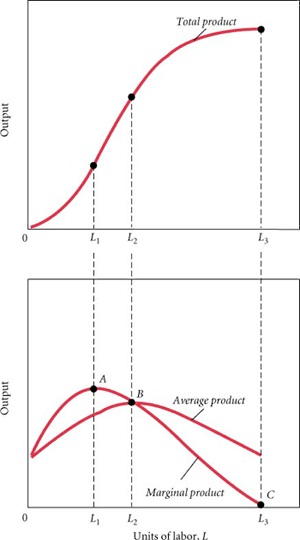 Total product
Output
0
L1
L2
L3
A
B
Average product
Output
Marginal product
C
0
L1
L2
L3
Units of labor, L